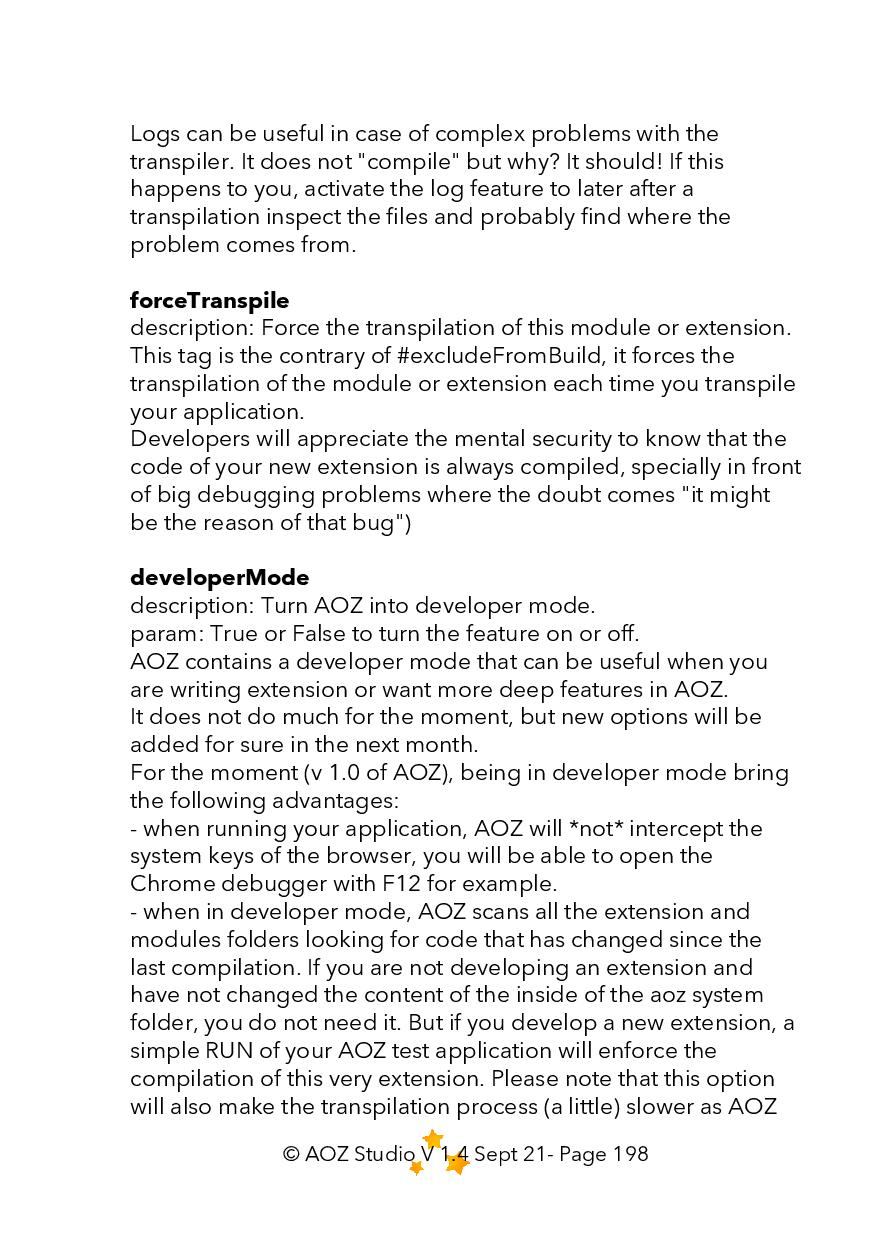 Logs can be useful in case of complex problems with the
transpiler. It does not "compile" but why? It should! If this
happens to you, activate the log feature to later after a
transpilation inspect the files and probably find where the
problem comes from.
forceTranspile
description: Force the transpilation of this module or extension.
This tag is the contrary of #excludeFromBuild, it forces the
transpilation of the module or extension each time you transpile
your application.
Developers will appreciate the mental security to know that the
code of your new extension is always compiled, specially in front
of big debugging problems where the doubt comes "it might
be the reason of that bug")
developerMode
description: Turn AOZ into developer mode.
param: True or False to turn the feature on or off.
AOZ contains a developer mode that can be useful when you
are writing extension or want more deep features in AOZ.
It does not do much for the moment, but new options will be
added for sure in the next month.
For the moment (v 1.0 of AOZ), being in developer mode bring
the following advantages:
- when running your application, AOZ will *not* intercept the
system keys of the browser, you will be able to open the
Chrome debugger with F12 for example.
- when in developer mode, AOZ scans all the extension and
modules folders looking for code that has changed since the
last compilation. If you are not developing an extension and
have not changed the content of the inside of the aoz system
folder, you do not need it. But if you develop a new extension, a
simple RUN of your AOZ test application will enforce the
compilation of this very extension. Please note that this option
will also make the transpilation process (a little) slower as AOZ
© AOZ Studio V 1.4 Sept 21- Page 198